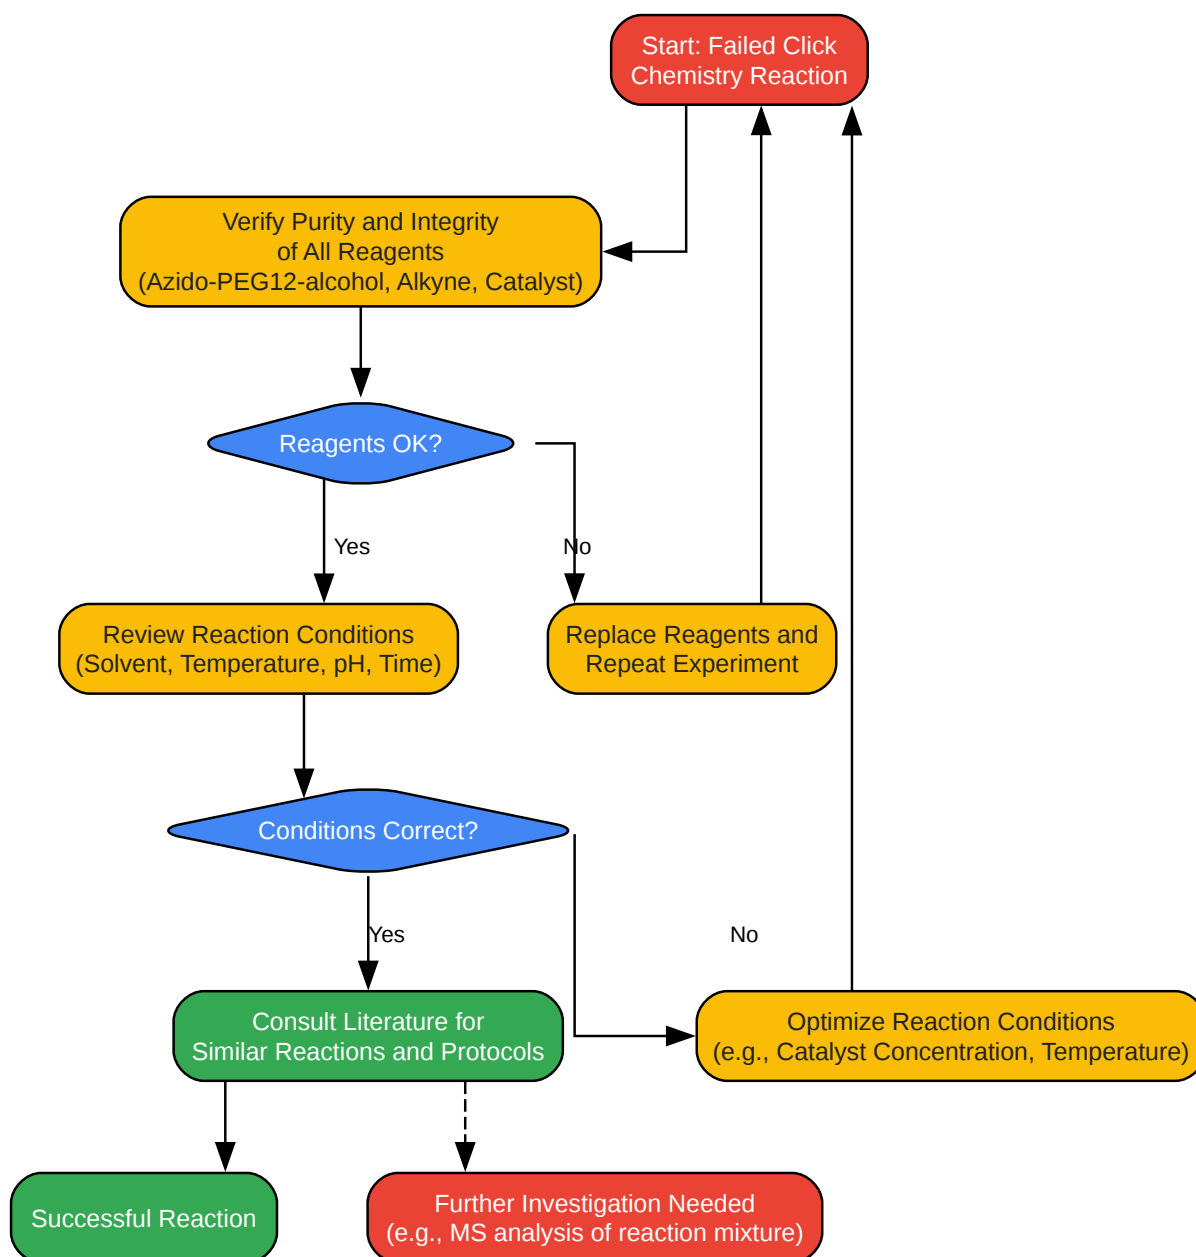 Start: Failed Click
Chemistry Reaction
Verify Purity and Integrity
of All Reagents
(Azido-PEG12-alcohol, Alkyne, Catalyst)
Reagents OK?
Yes
No
Review Reaction Conditions
(Solvent, Temperature, pH, Time)
Replace Reagents and
Repeat Experiment
Conditions Correct?
Yes
No
Consult Literature for
Similar Reactions and Protocols
Optimize Reaction Conditions
(e.g., Catalyst Concentration, Temperature)
Successful Reaction
Further Investigation Needed
(e.g., MS analysis of reaction mixture)